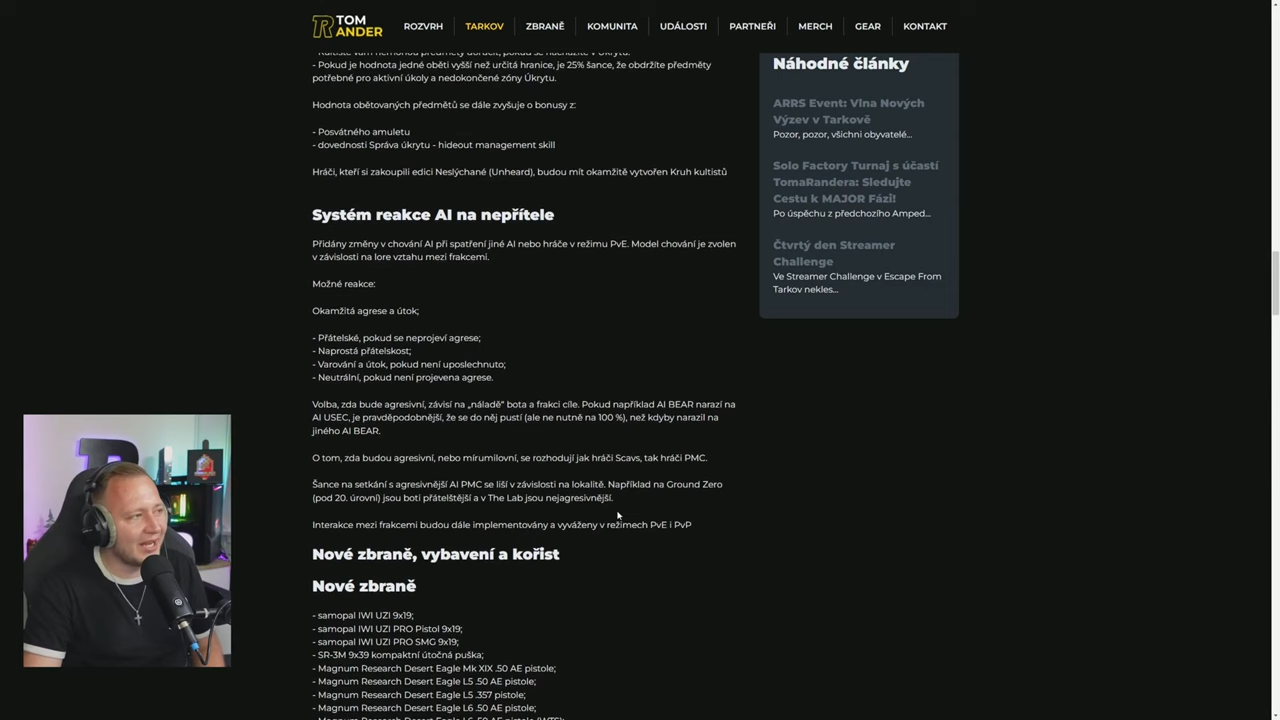 TOM
ANDER
ROZVRH
TARKOV
ZBRANĚ
KOMUNITA
UDÁLOSTI
PARTNEŘI
MERCH
GEAR
KONTAKT
- Pokud je hodnota jedné oběti vyšší než určitá hranice, je 25% šance, že obdržíte předměty
potřebné pro aktivní úkoly a nedokončené zóny Úkrytu.
Hodnota obětovaných předmětů se dále zvyšuje o bonusy z:
- Posvátného amuletu
- dovednosti Správa úkrytu - hideout management skill
Hráči, kteří si zakoupili edici Neslýchané (Unheard), budou mít okamžitě vytvořen Kruh kultistů
Systém reakce AI na nepřítele
Přidány změny v chování AI při spatření jiné AI nebo hráče v režimu PvE. Model chování je zvolen
v závislosti na lore vztahu mezi frakcemi.
Možné reakce:
Okamžitá agrese a útok;
- Přátelské, pokud se neprojeví agrese;
- Naprostá přátelskost;
- Varování a útok, pokud není uposlechnuto;
- Neutrální, pokud není projevena agrese.
Volba, zda bude agresivní, závisí na „náladě“ bota a frakci cíle. Pokud například AI BEAR narazí na
AI USEC, je pravděpodobnější, že se do něj pustí (ale ne nutně na 100 %), než kdyby narazil na
jiného AI BEAR.
O tom, zda budou agresivní, nebo mírumilovní, se rozhodují jak hráči Scavs, tak hráči PMC.
Šance na setkání s agresivnější AI PMC se liší v závislosti na lokalitě. Například na Ground Zero
(pod 20. úrovní) jsou boti přátelštější a v The Lab jsou nejagresivnější.
Interakce mezi frakcemi budou dále implementovány a vyváženy v režimech PvE i PvP
Nové zbraně, vybavení a kořist
Nové zbraně
- samopal IWI UZI 9x19;
- samopal IWI UZI PRO Pistol 9x19;
- samopal IWI UZI PRO SMG 9x19;
- SR-3M 9x39 kompaktní útočná puška;
- Magnum Research Desert Eagle Mk XIX .50 AE pistole;
- Magnum Research Desert Eagle L5 .50 AE pistole;
- Magnum Research Desert Eagle L5 .357 pistole;
- Magnum Research Desert Eagle L6 .50 AE pistole;
Náhodné články
ARRS Event: Vlna Nových
Výzev v Tarkově
Pozor, pozor, všichni obyvatelé...
Solo Factory Turnaj s účastí
TomaRandera: Sledujte
Cestu k MAJOR Fázi!
Po úspěchu z předchozího Amped...
Čtvrtý den Streamer
Challenge
Ve Streamer Challenge v Escape From
Tarkov nekles...